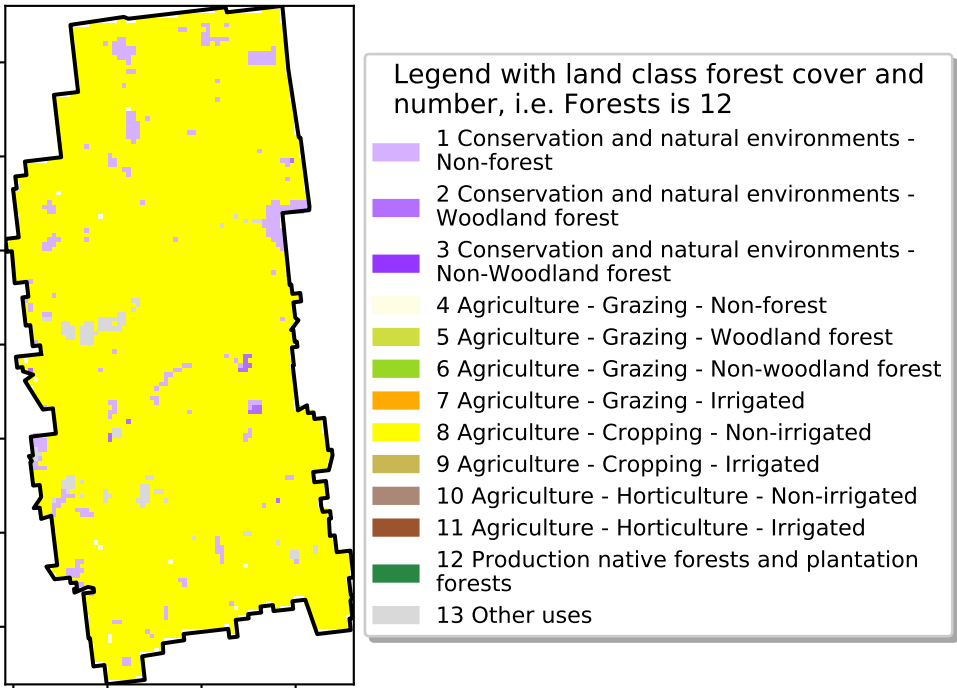 Legend with land class forest cover and
number, i.e. Forests is 12
1 Conservation and natural environments -
Non-forest
2 Conservation and natural environments -
Woodland forest
3 Conservation and natural environments -
Non-Woodland forest
4 Agriculture - Grazing - Non-forest
5 Agriculture - Grazing - Woodland forest
6 Agriculture - Grazing - Non-woodland forest
7 Agriculture - Grazing - Irrigated
8 Agriculture - Cropping - Non-irrigated
9 Agriculture - Cropping - Irrigated
10 Agriculture - Horticulture - Non-irrigated
11 Agriculture - Horticulture - Irrigated
12 Production native forests and plantation
forests
13 Other uses